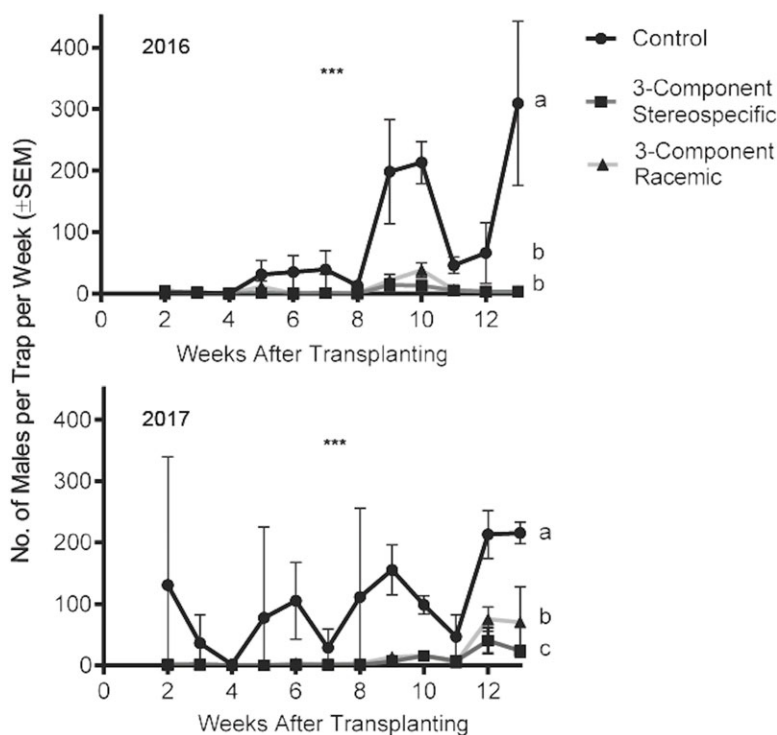 No. of Males per Trap per Week (±SEM)
2016
***
400
300
200
100
0
a
b
b
0 2 4 6 8 10 12
Weeks After Transplanting
Control
3-Component
Stereospecific
3-Component
Racemic
2017
***
400
300
200
100
0
a
b
c
0 2 4 6 8 10 12
Weeks After Transplanting